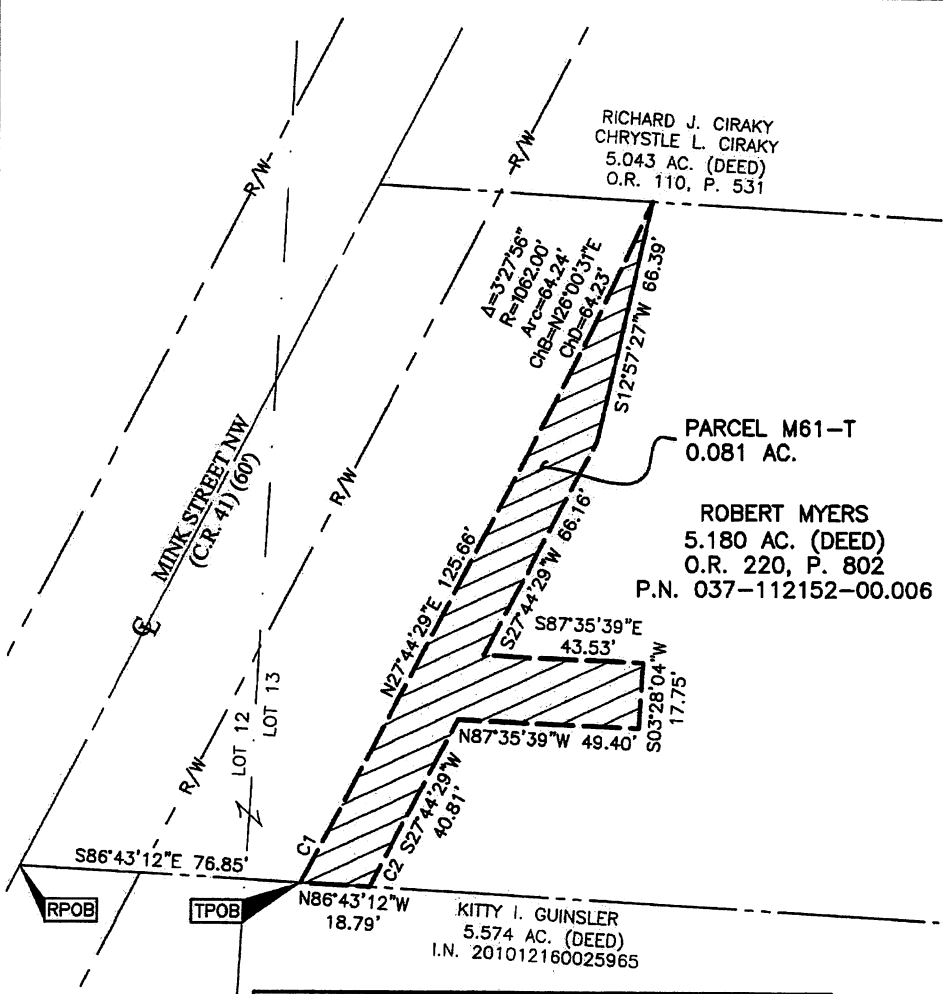 RICHARD J. CIRAKY
CHRYSTLE L. CIRAKY
5.043 AC. (DEED)
O.R. 110, P. 531
R/W
R/W
Δ=3°27'56"
R=1062.00'
Arc=64.24'
ChB=N26°00'31"E
ChD=64.23'
S12°57'27"W 66.39'
PARCEL M61-T
0.081 AC.
MINK STREET NW
(C.R. 41) (60')
R/W
ROBERT MYERS
5.180 AC. (DEED)
O.R. 220, P. 802
P.N. 037-112152-00.006
S27°44'29"W 66.16'
N27°44'29"E 125.66'
S87°35'39"E
43.53'
S03°28'04"W
17.75'
CL
LOT 12
LOT 13
N87°35'39"W 49.40'
R/W
S27°44'29"W
40.81'
C1
C2
S86°43'12"E 76.85'
RPOB
TPOB
N86°43'12"W
18.79'
KITTY I. GUINSLER
5.574 AC. (DEED)
I.N. 201012160025965